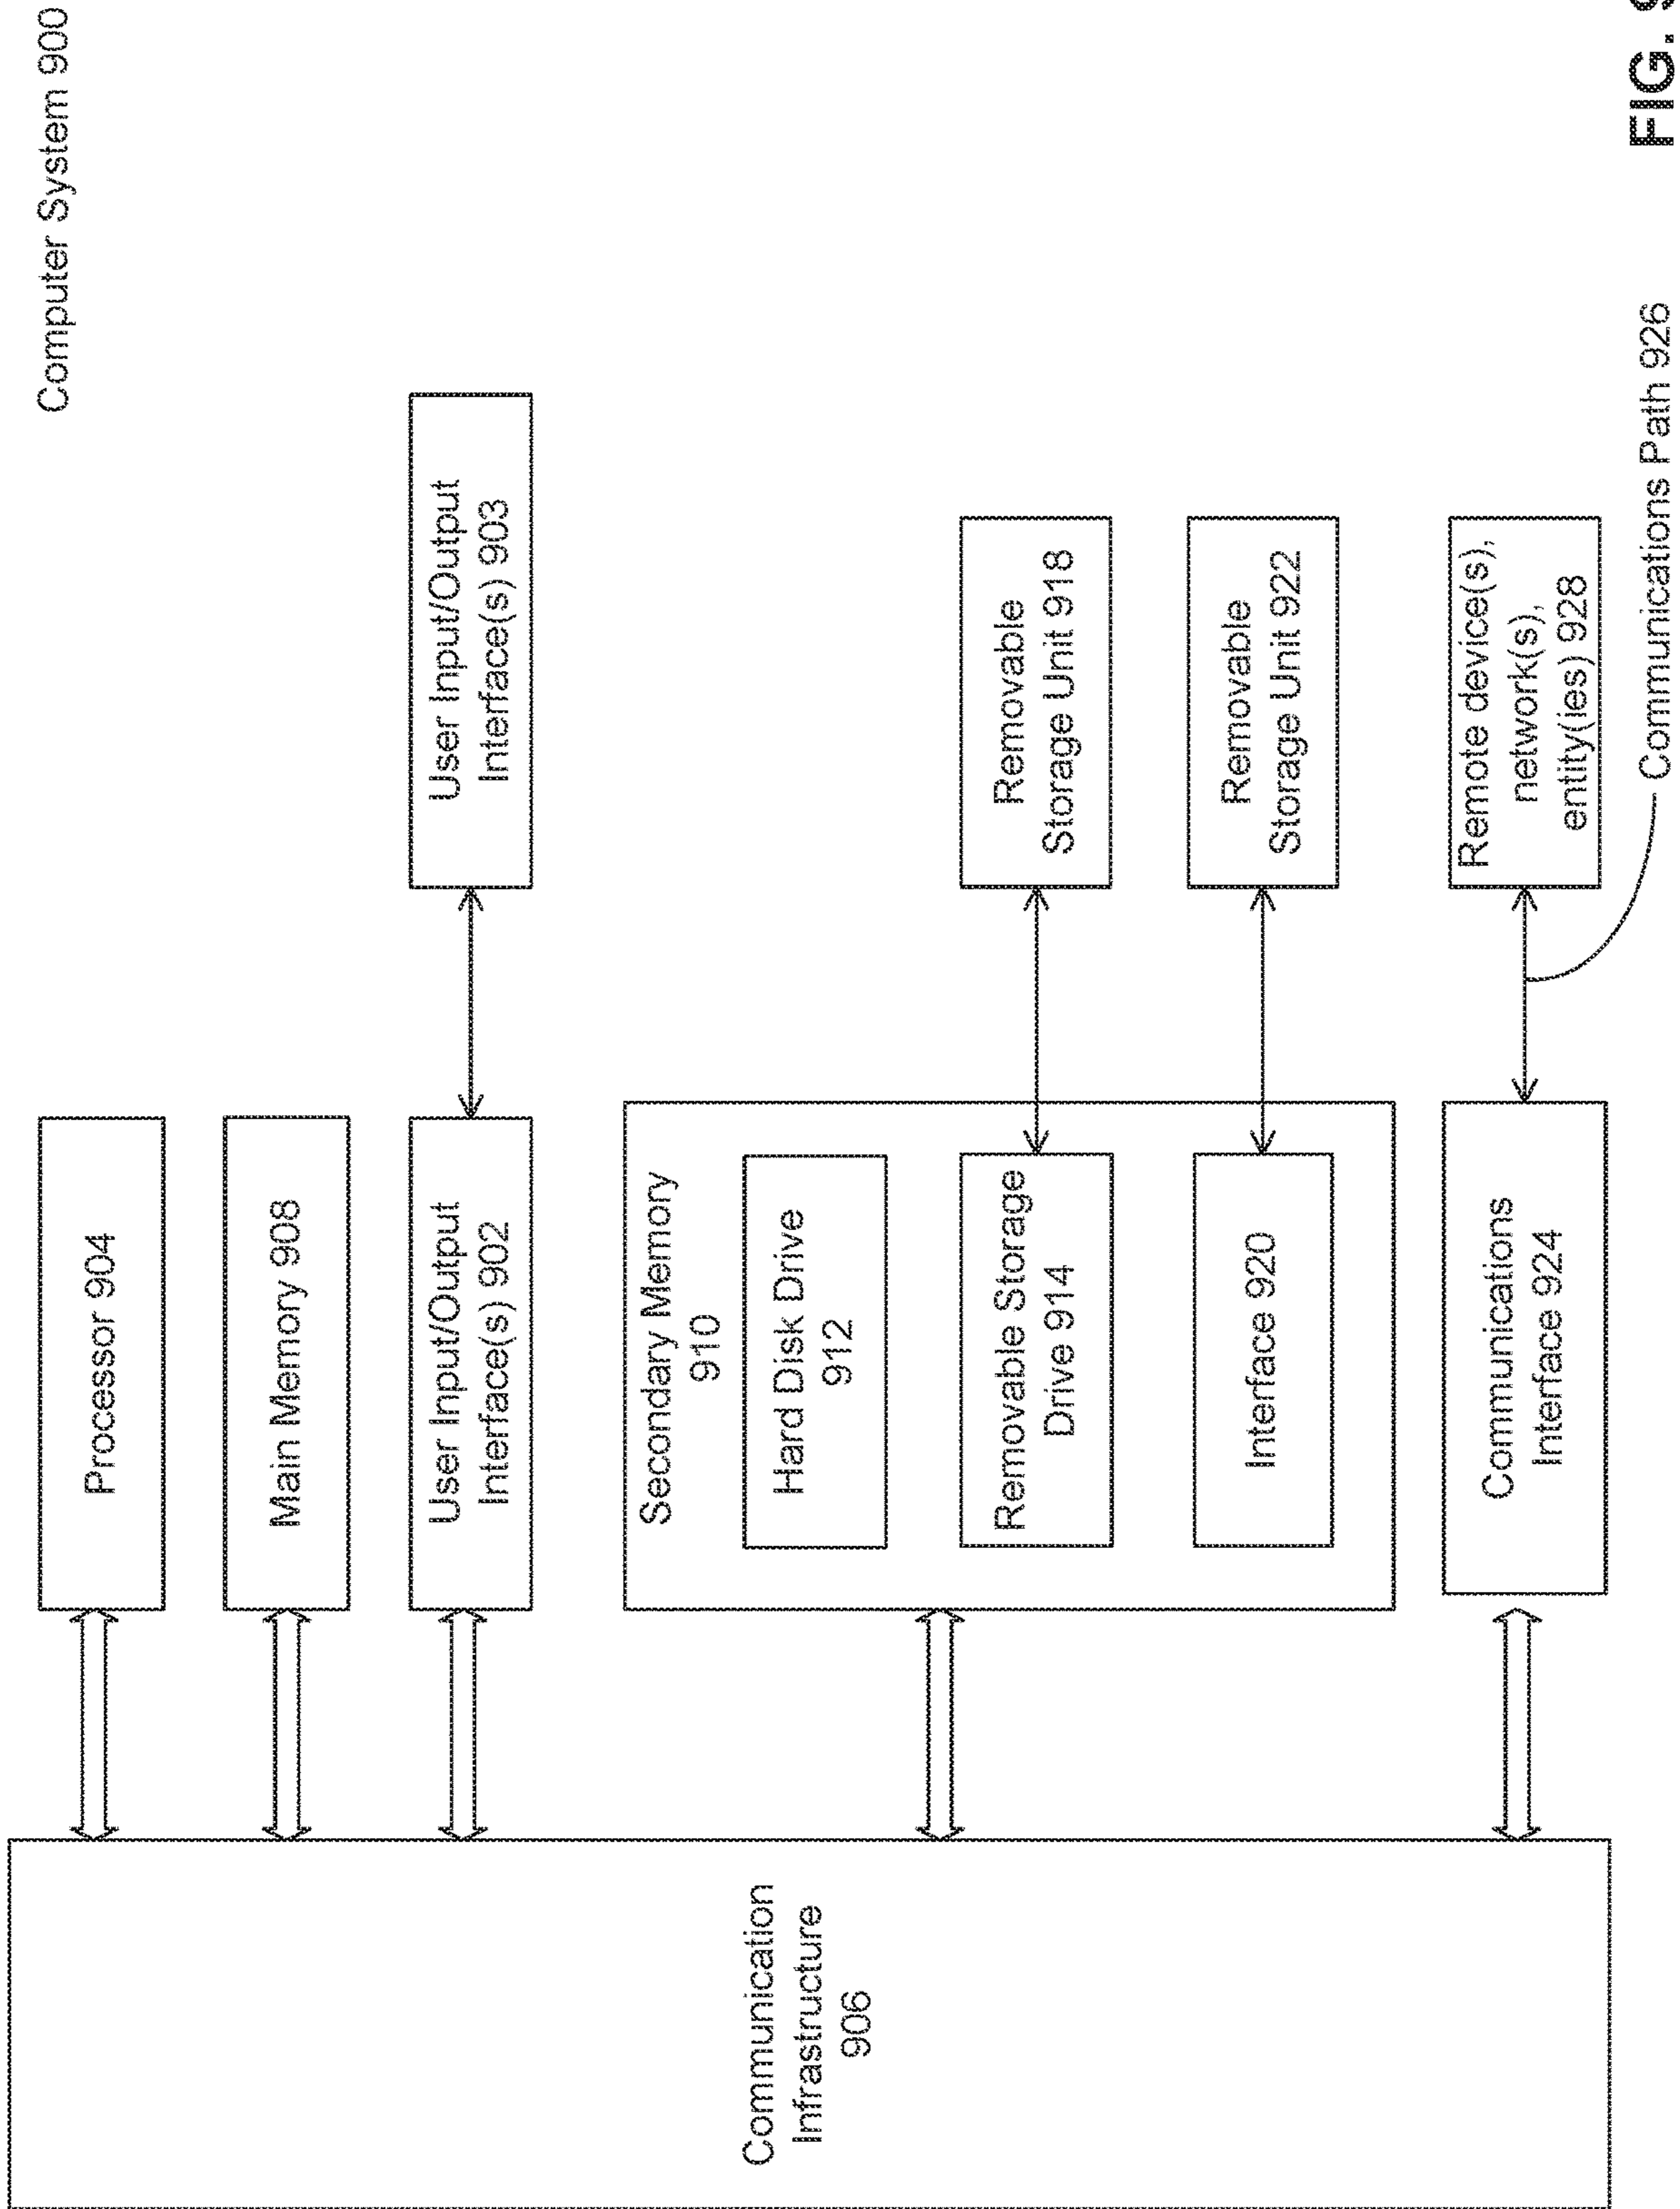 Computer System 900
Processor 904
Main Memory 908
User Input/Output
Interface(s) 902
User Input/Output
Interface(s) 903
Communication
Infrastructure
906
Secondary Memory
910
Hard Disk Drive
912
Removable Storage
Drive 914
Removable
Storage Unit 918
Interface 920
Removable
Storage Unit 922
Communications
Interface 924
Remote device(s),
network(s),
entity(ies) 928
Communications Path 926
FIG. 9